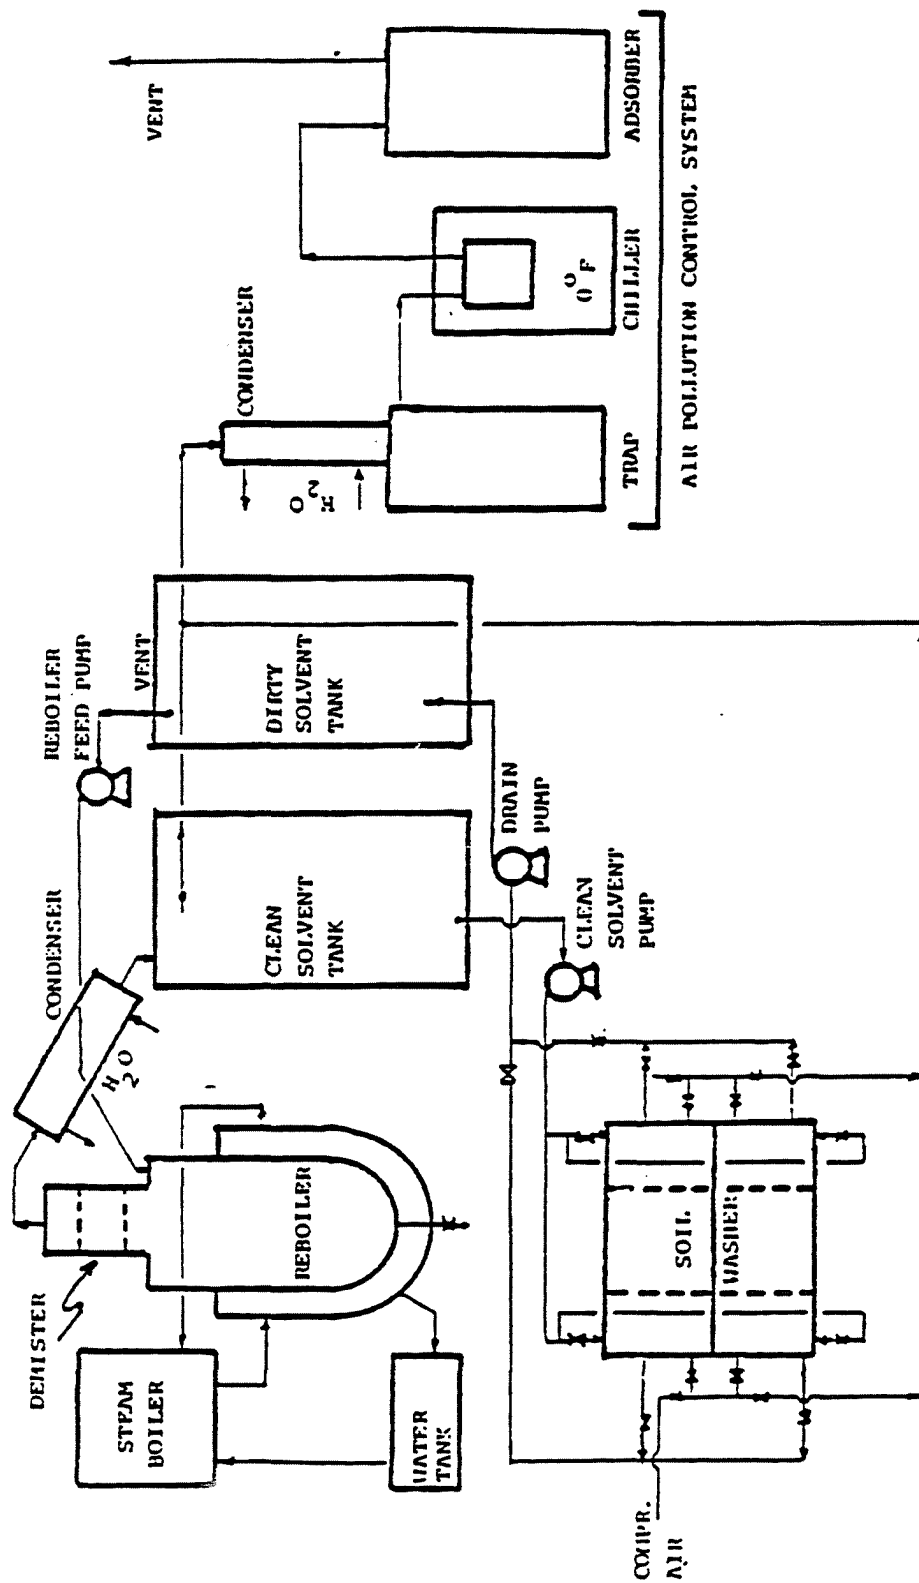 DEMISTER
STEAM
BOILER
WATER
TANK
REBOILER
CONDENSER
H2O
REBOILER
FEED PUMP
VENT
CLEAN
SOLVENT
TANK
DIRTY
SOLVENT
TANK
CONDENSER
H2O
VENT
TRAP
0°F
CHILLER
ADSORBER
AIR POLLUTION CONTROL SYSTEM
DRAIN
PUMP
CLEAN
SOLVENT
PUMP
SOIL
WASHER
COMPR.
AIR